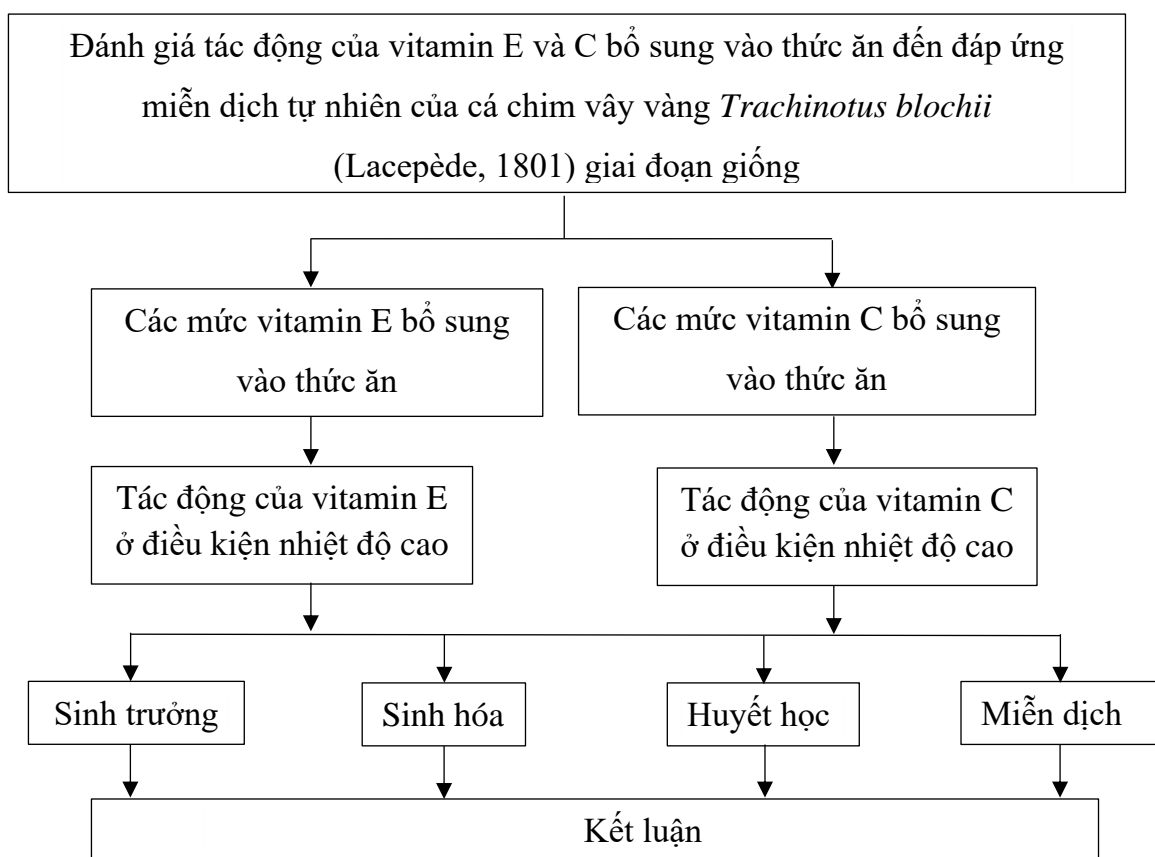 Đánh giá tác động của vitamin E và C bổ sung vào thức ăn đến đáp ứng
miễn dịch tự nhiên của cá chim vây vàng Trachinotus blochii
(Lacepède, 1801) giai đoạn giống
Các mức vitamin E bổ sung
vào thức ăn
Các mức vitamin C bổ sung
vào thức ăn
Tác động của vitamin E
ở điều kiện nhiệt độ cao
Tác động của vitamin C
ở điều kiện nhiệt độ cao
Sinh trưởng
Sinh hóa
Huyết học
Miễn dịch
Kết luận